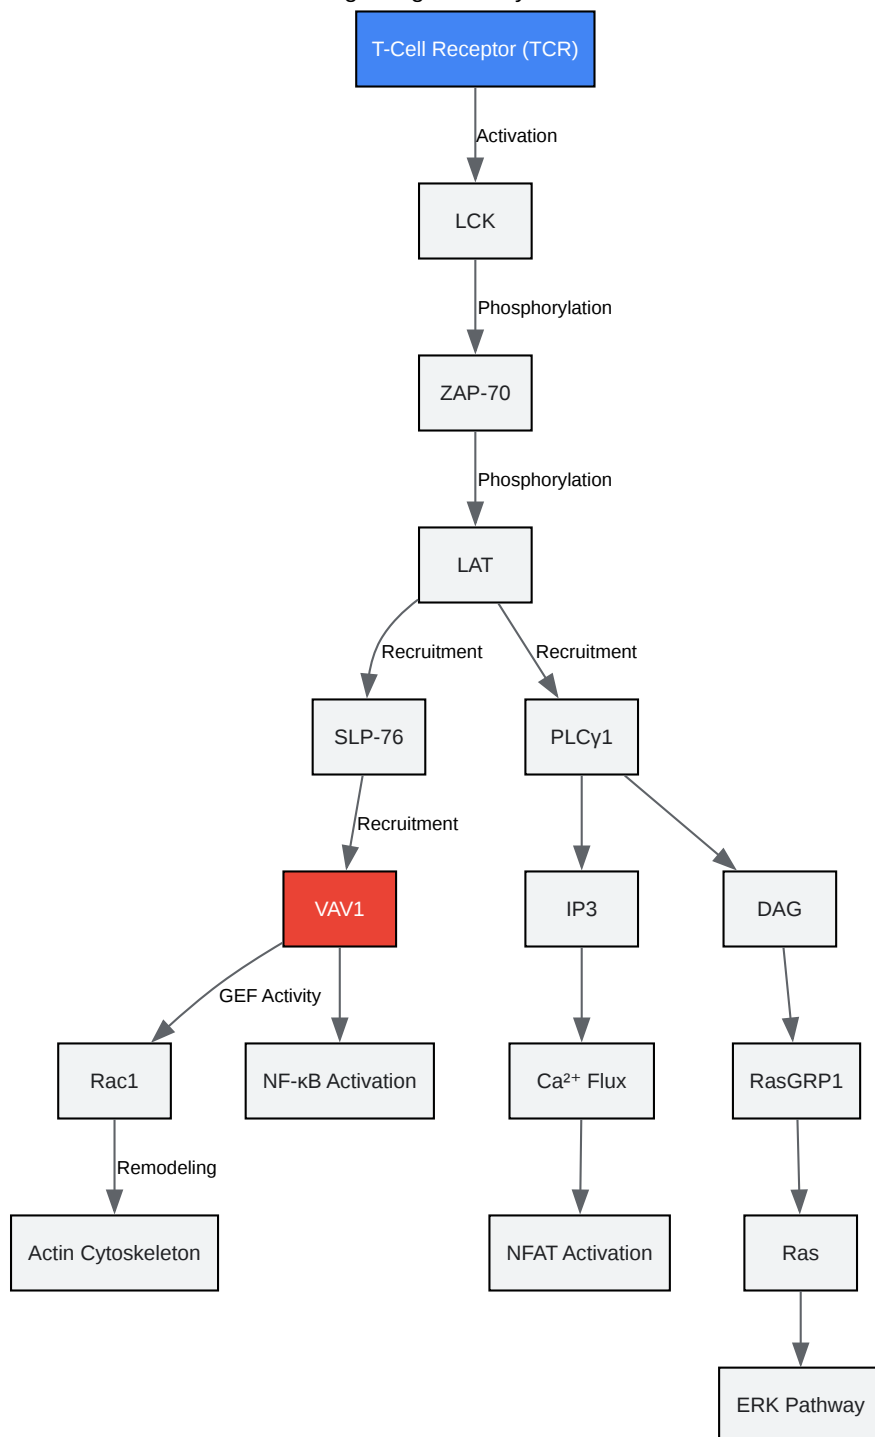 T-Cell Receptor (TCR)
Activation
LCK
Phosphorylation
ZAP-70
Phosphorylation
LAT
Recruitment
Recruitment
SLP-76
PLCγ1
Recruitment
VAV1
IP3
DAG
GEF Activity
Rac1
NF-κB Activation
Ca²⁺ Flux
RasGRP1
Remodeling
Actin Cytoskeleton
NFAT Activation
Ras
ERK Pathway